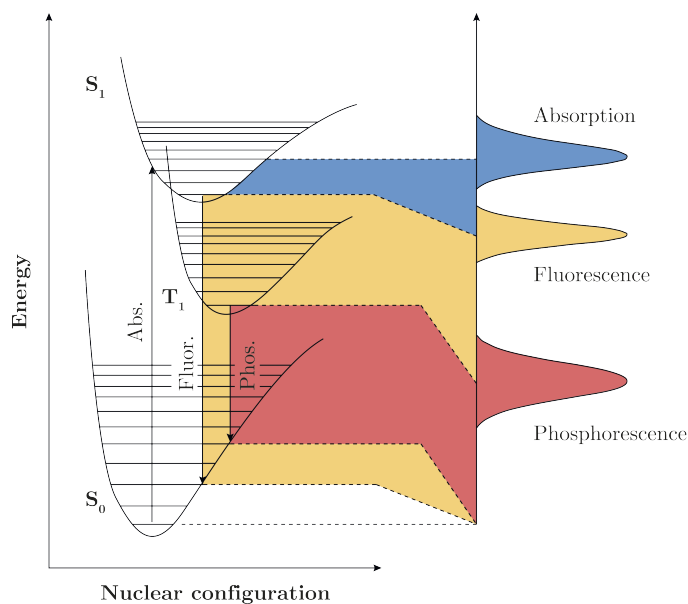 S₁
Absorption
Fluorescence
T₁
Abs.
Fluor.
Phos.
Energy
Phosphorescence
S₀
Nuclear configuration